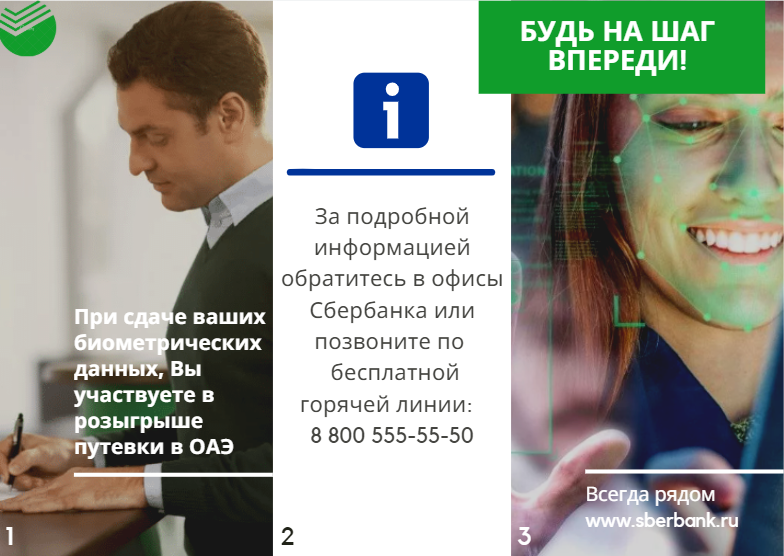 При сдаче ваших
биометрических
данных, Вы
участвуете в
розыгрыше
путевки в ОАЭ
1
За подробной
информацией
обратитесь в офисы
Сбербанка или
позвоните по
бесплатной
горячей линии:
8 800 555-55-50
2
БУДЬ НА ШАГ
ВПЕРЕДИ!
Всегда рядом
www.sberbank.ru
3